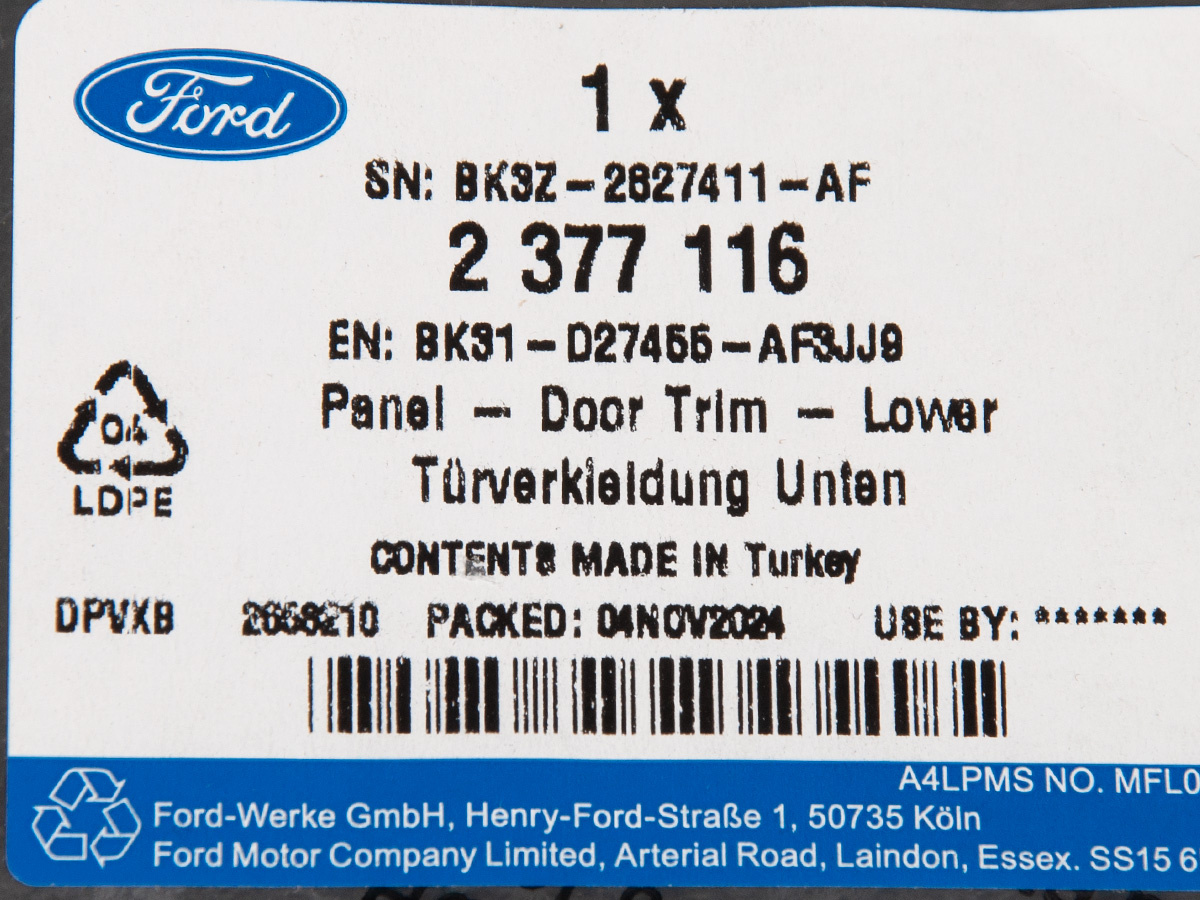 Ford
1 x
SN: BK3Z-2627411-AF
2 377 116
EN: BK31-D27455-AF3JJ9
Panel - Door Trim - Lower
Türverkleidung Unten
04
LDPE
CONTENTS MADE IN Turkey
DPVXB 2658210 PACKED: 04NOV2024 USE BY: *******
A4LPMS NO. MFL0
Ford-Werke GmbH, Henry-Ford-Straße 1, 50735 Köln
Ford Motor Company Limited, Arterial Road, Laindon, Essex. SS15 6